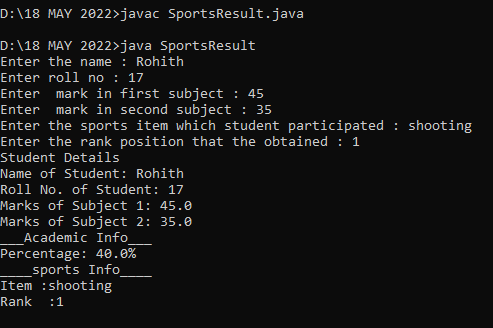 D:\18 MAY 2022>javac SportsResult.java
D:\18 MAY 2022>java SportsResult
Enter the name : Rohith
Enter roll no : 17
Enter  mark in first subject : 45
Enter  mark in second subject : 35
Enter the sports item which student participated : shooting
Enter the rank position that the obtained : 1
Student Details
Name of Student: Rohith
Roll No. of Student: 17
Marks of Subject 1: 45.0
Marks of Subject 2: 35.0
___Academic Info___
Percentage: 40.0%
____sports Info____
Item :shooting
Rank  :1